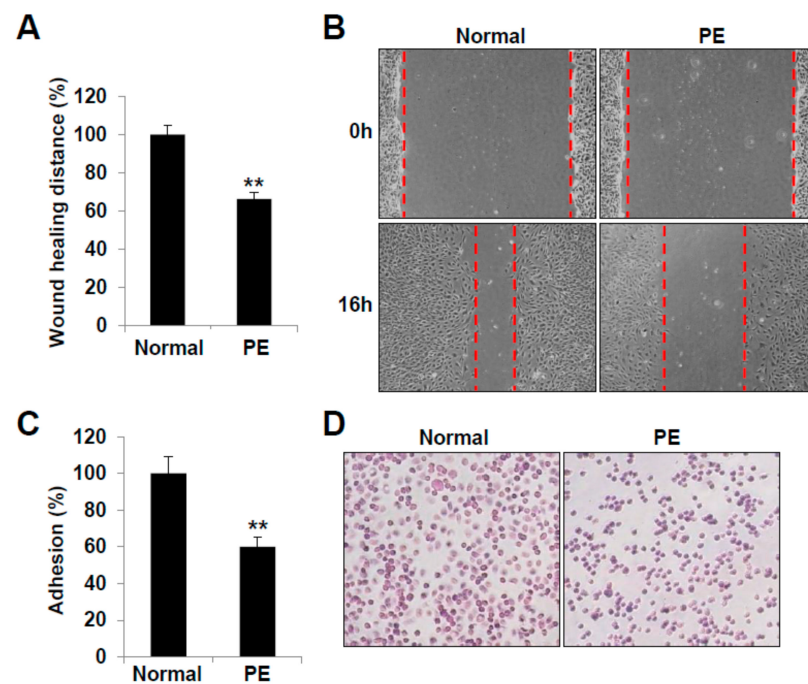 A
Wound healing distance (%)
120
100
80
60
40
20
0
**
Normal PE
B
Normal PE
0h
16h
C
Adhesion (%)
120
100
80
60
40
20
0
**
Normal PE
D
Normal PE